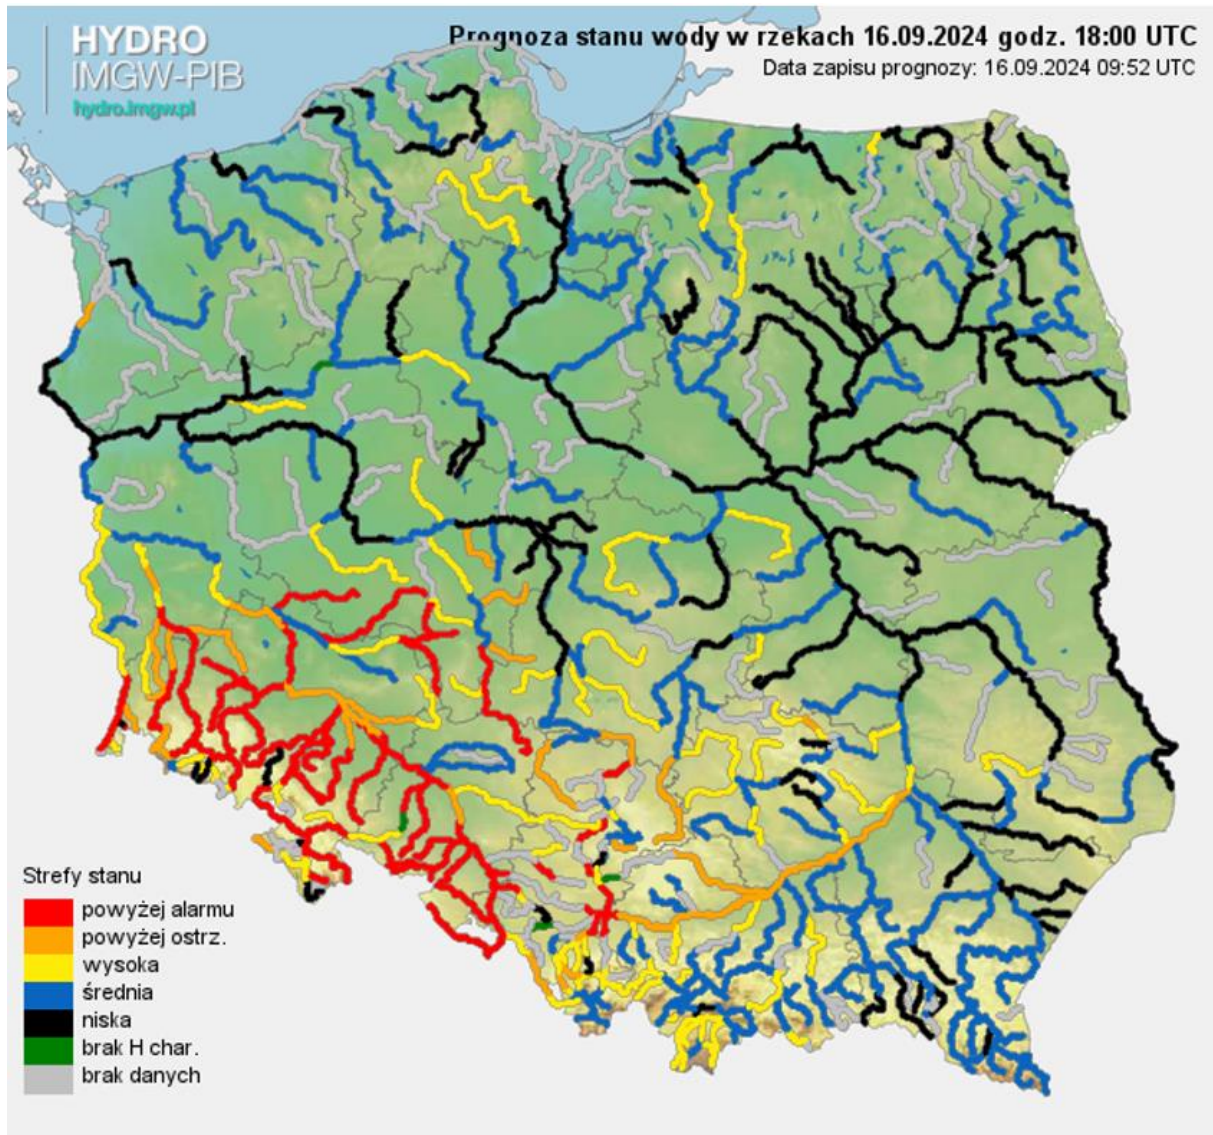 HYDRO
IMGW-PIB
hydro.imgw.pl
Prognoza stanu wody w rzekach 16.09.2024 godz. 18:00 UTC
Data zapisu prognozy: 16.09.2024 09:52 UTC
Strefy stanu
powyżej alarmu
powyżej ostrz.
wysoka
średnia
niska
brak H char.
brak danych